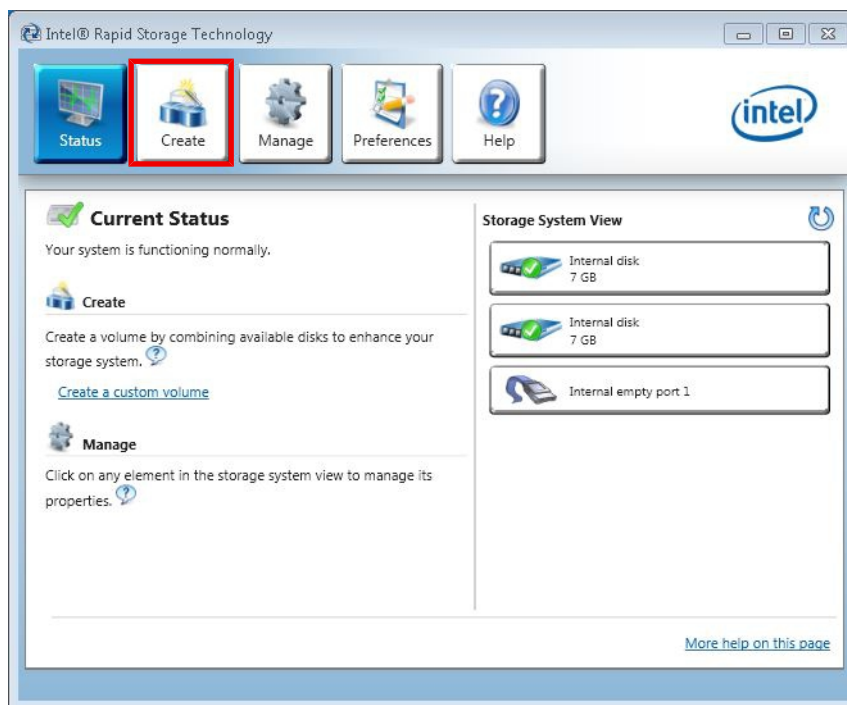 Intel® Rapid Storage Technology
Status
Create
Manage
Preferences
Help
intel
Current Status
Your system is functioning normally.
Create
Create a volume by combining available disks to enhance your
storage system.
Create a custom volume
Manage
Click on any element in the storage system view to manage its
properties.
Storage System View
Internal disk
7 GB
Internal disk
7 GB
Internal empty port 1
More help on this page